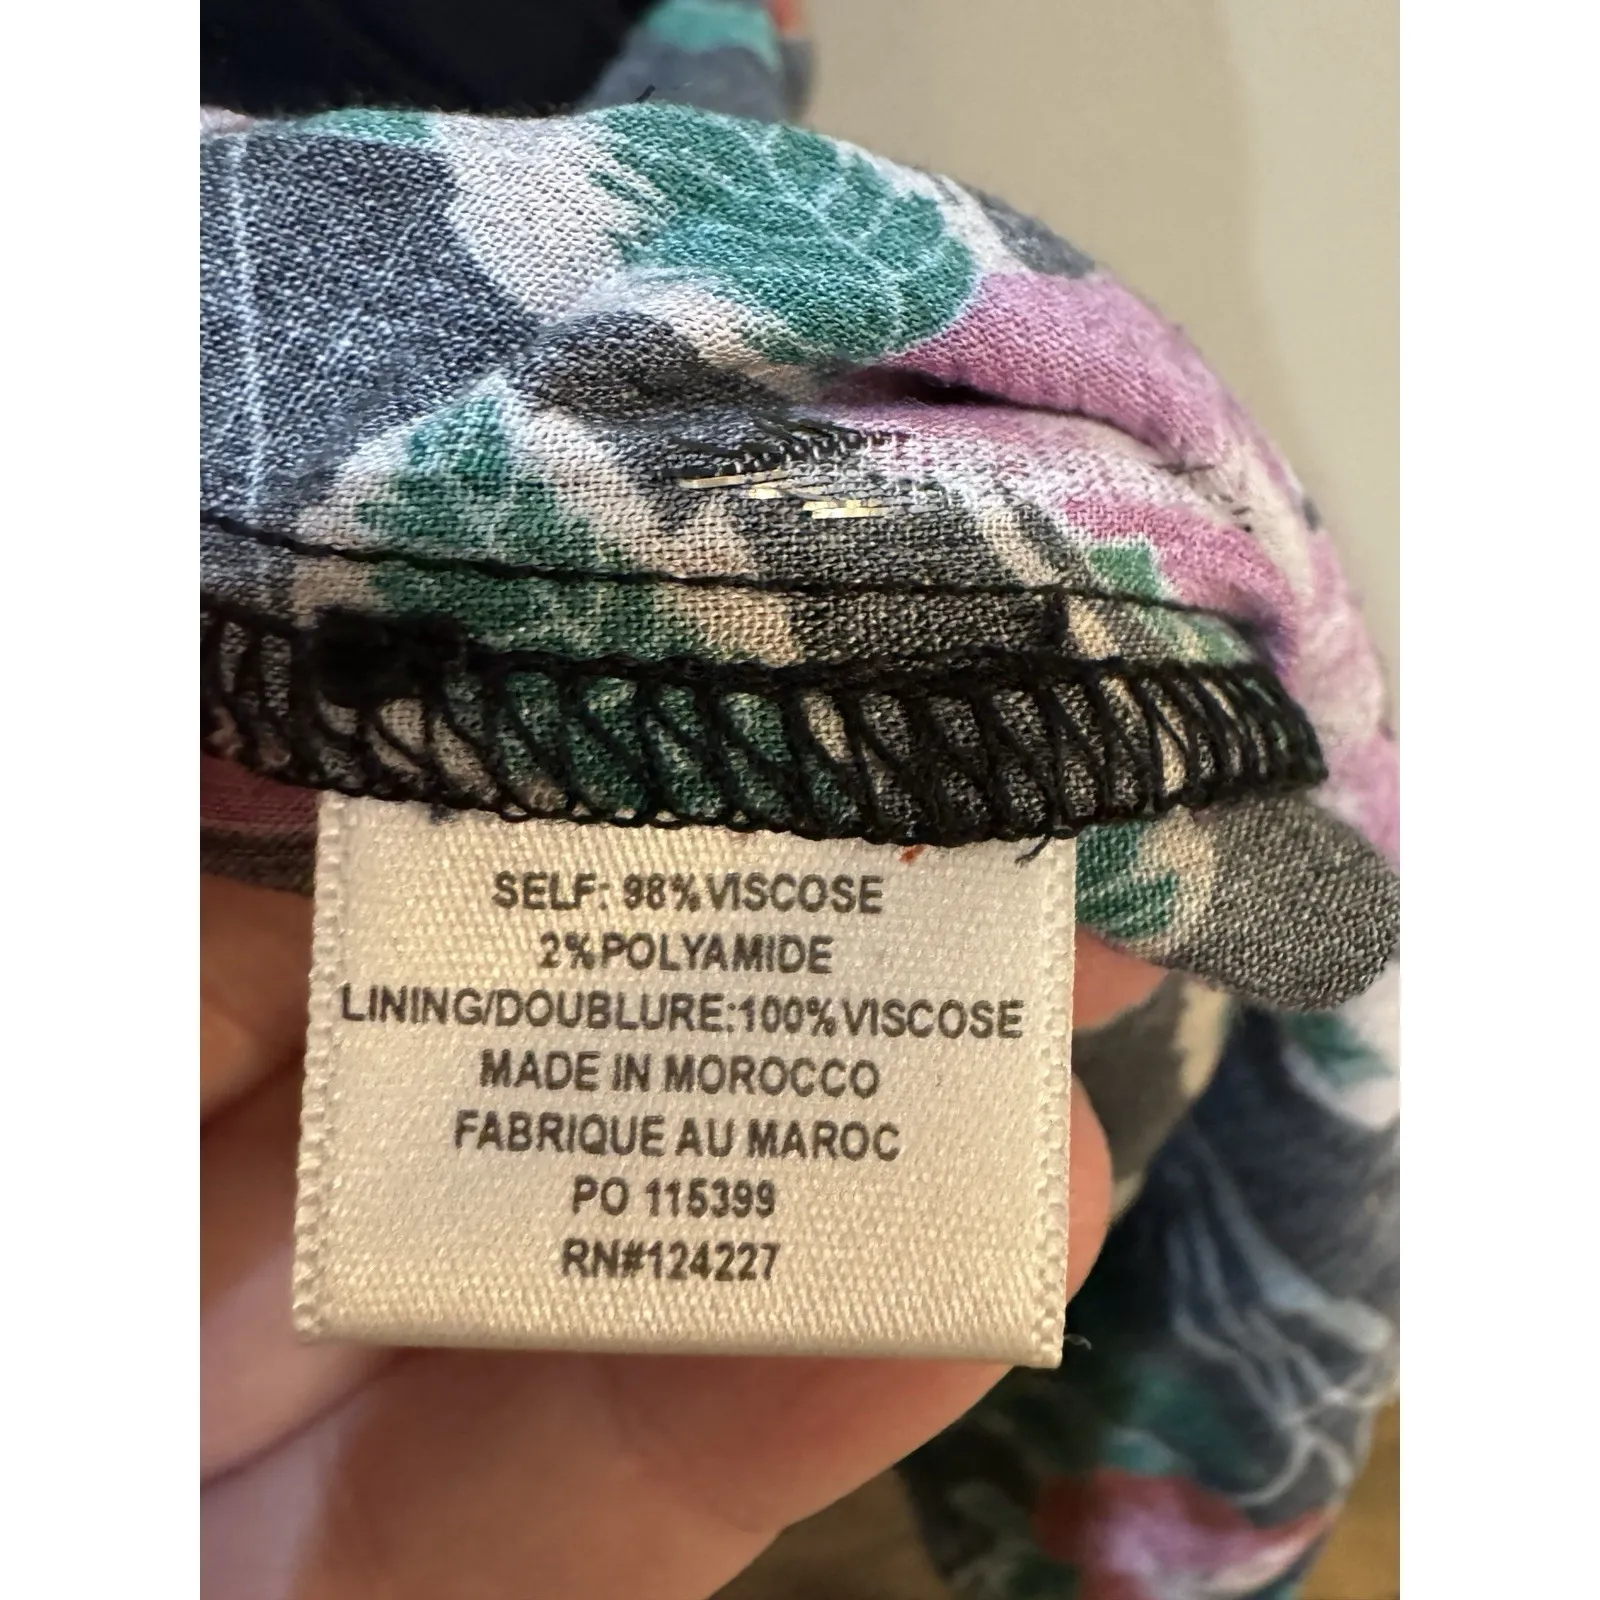 SELF: 98% VISCOSE
2% POLYAMIDE
LINING/DOUBLURE:100% VISCOSE
MADE IN MOROCCO
FABRIQUE AU MAROC
PO 115399
RN#124227